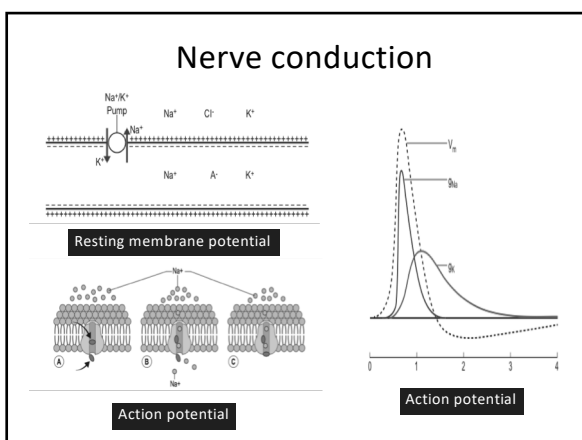 Nerve conduction
Na⁺/K⁺
Pump
Na⁺ Cl⁻ K⁺
Na⁺
K⁺
Na⁺ A⁻ K⁺
Resting membrane potential
Na+
A B C
Na+
Action potential
Vm
gNa
gK
0 1 2 3 4
Action potential